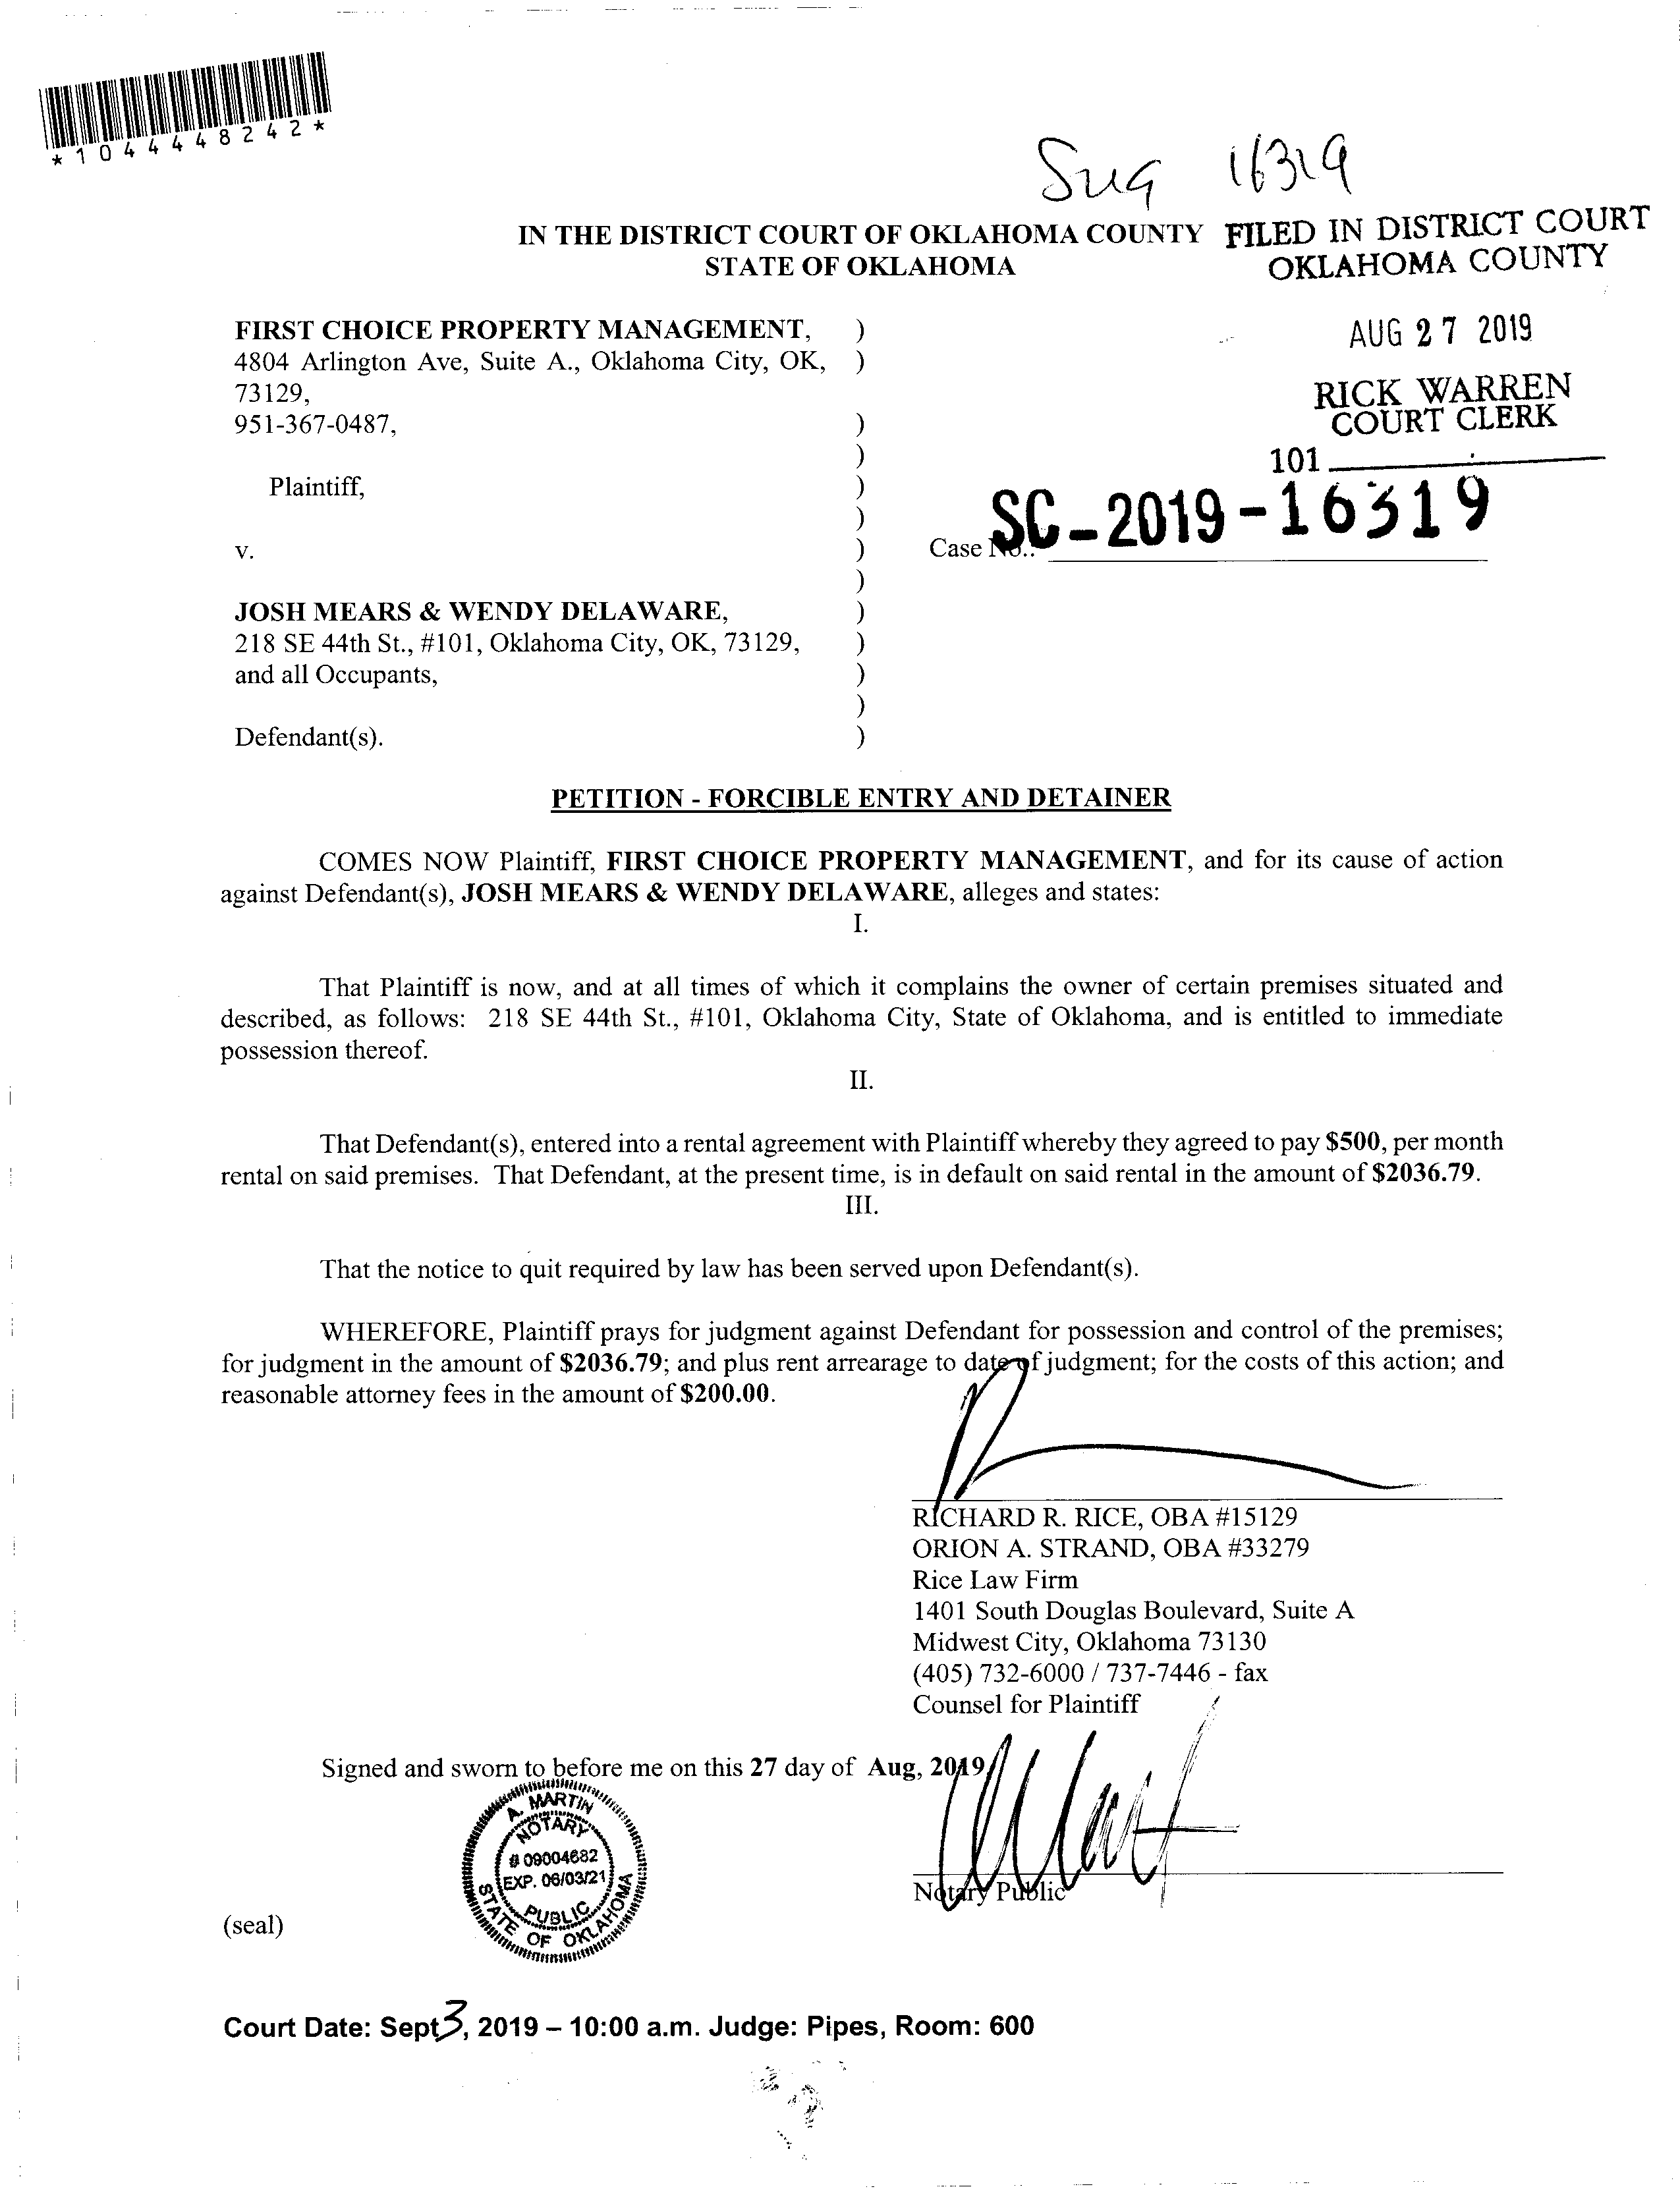 *1044448242*
16319
IN THE DISTRICT COURT OF OKLAHOMA COUNTY
STATE OF OKLAHOMA
FILED IN DISTRICT COURT
OKLAHOMA COUNTY
AUG 27 2019
RICK WARREN
COURT CLERK
101
FIRST CHOICE PROPERTY MANAGEMENT, )
4804 Arlington Ave, Suite A., Oklahoma City, OK, )
73129,
951-367-0487, )
)
Plaintiff, )
)
v. )
Case No.: SC-2019-16319
)
JOSH MEARS & WENDY DELAWARE, )
218 SE 44th St., #101, Oklahoma City, OK, 73129, )
and all Occupants, )
)
Defendant(s). )
PETITION - FORCIBLE ENTRY AND DETAINER
COMES NOW Plaintiff, FIRST CHOICE PROPERTY MANAGEMENT, and for its cause of action
against Defendant(s), JOSH MEARS & WENDY DELAWARE, alleges and states:
I.
That Plaintiff is now, and at all times of which it complains the owner of certain premises situated and
described, as follows: 218 SE 44th St., #101, Oklahoma City, State of Oklahoma, and is entitled to immediate
possession thereof.
II.
That Defendant(s), entered into a rental agreement with Plaintiff whereby they agreed to pay $500, per month
rental on said premises. That Defendant, at the present time, is in default on said rental in the amount of $2036.79.
III.
That the notice to quit required by law has been served upon Defendant(s).
WHEREFORE, Plaintiff prays for judgment against Defendant for possession and control of the premises;
for judgment in the amount of $2036.79; and plus rent arrearage to date of judgment; for the costs of this action; and
reasonable attorney fees in the amount of $200.00.
RICHARD R. RICE, OBA #15129
ORION A. STRAND, OBA #33279
Rice Law Firm
1401 South Douglas Boulevard, Suite A
Midwest City, Oklahoma 73130
(405) 732-6000 / 737-7446 - fax
Counsel for Plaintiff
Signed and sworn to before me on this 27 day of Aug, 2019
A. MARTIN
NOTARY
# 09004682
EXP. 06/03/21
PUBLIC
STATE OF OKLAHOMA
Notary Public
(seal)
Court Date: Sept 3, 2019 – 10:00 a.m. Judge: Pipes, Room: 600